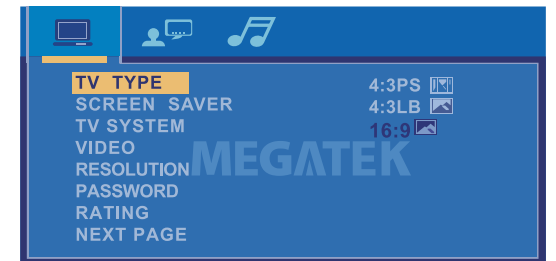 TV TYPE 4:3PS
SCREEN SAVER 4:3LB
TV SYSTEM 16:9
VIDEO
RESOLUTION
PASSWORD
RATING
NEXT PAGE
MEGATEK